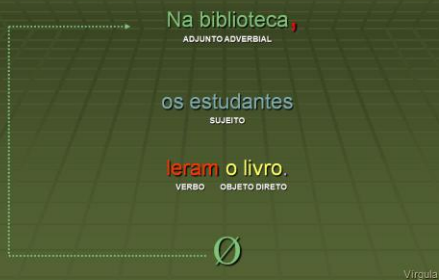 Na biblioteca,
ADJUNTO ADVERBIAL
os estudantes
SUJEITO
leram o livro.
VERBO OBJETO DIRETO
Ø
Vírgula